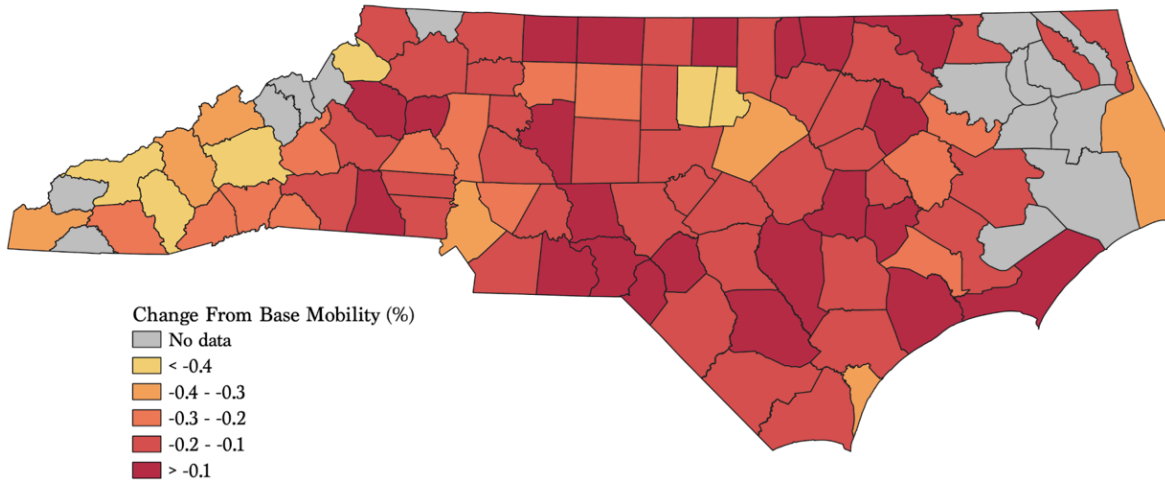 Change From Base Mobility (%)
No data
< -0.4
-0.4 - -0.3
-0.3 - -0.2
-0.2 - -0.1
> -0.1